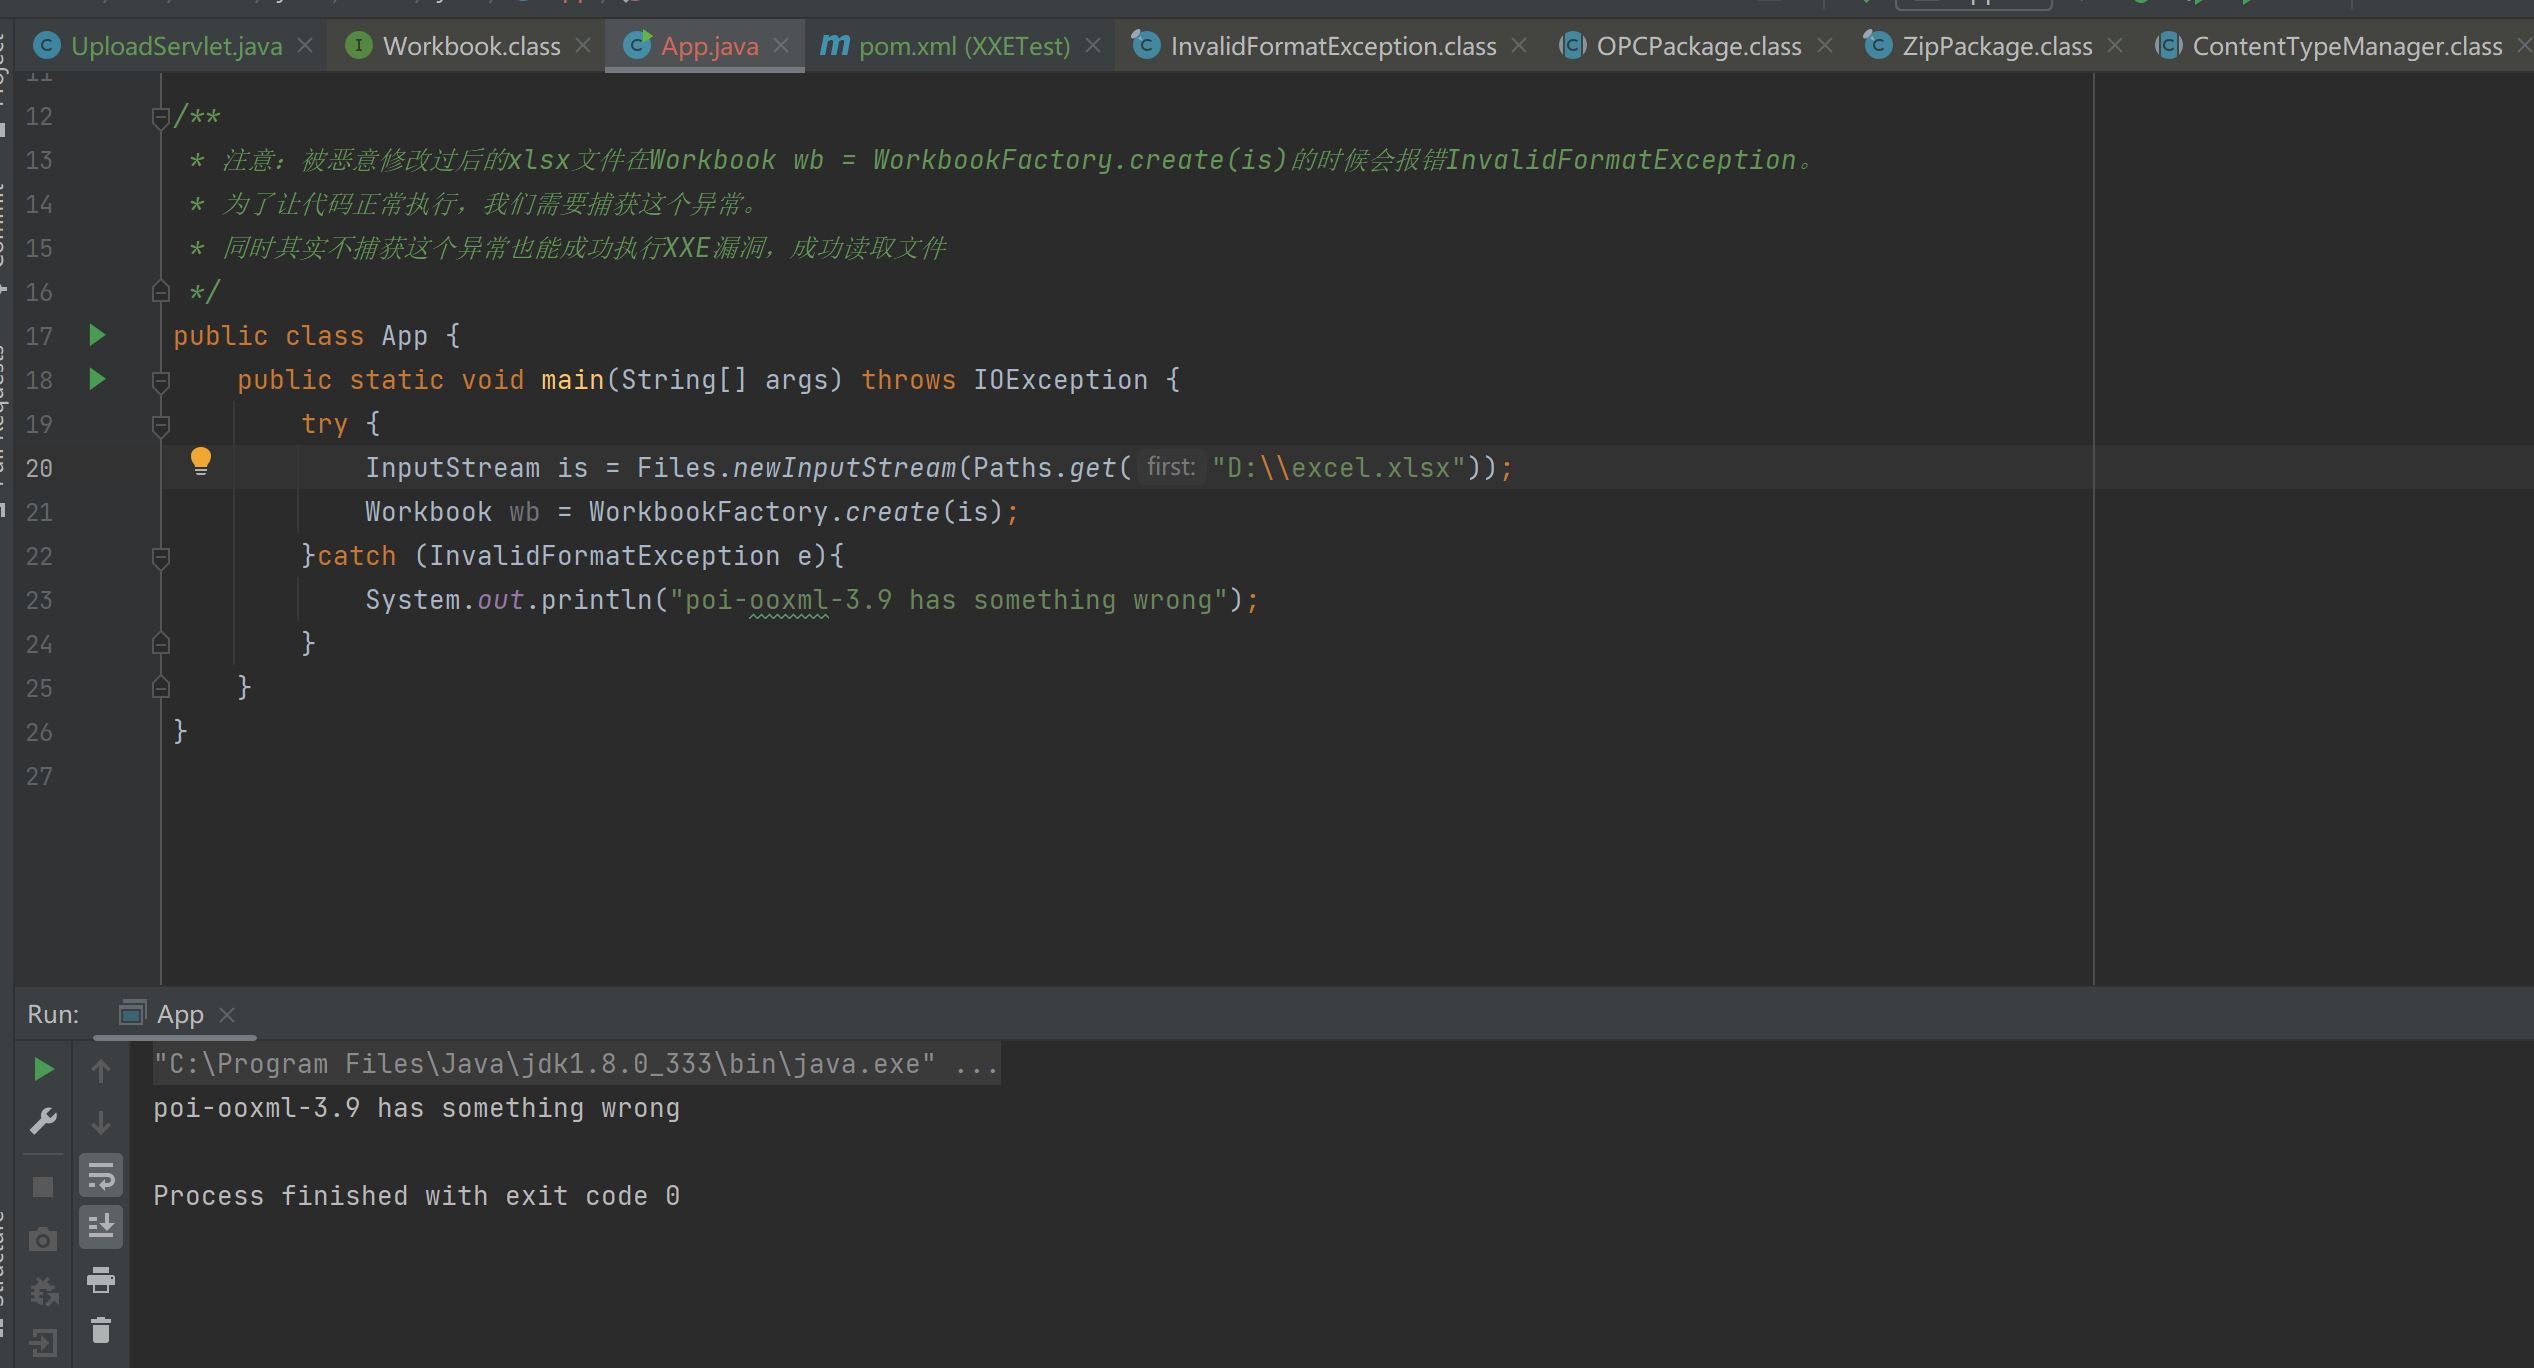 UploadServlet.java Workbook.class App.java pom.xml (XXETest) InvalidFormatException.class OPCPackage.class ZipPackage.class ContentTypeManager.class
11
12 /**
13 * 注意：被恶意修改过后的xlsx文件在Workbook wb = WorkbookFactory.create(is)的时候会报错InvalidFormatException。
14 * 为了让代码正常执行，我们需要捕获这个异常。
15 * 同时其实不捕获这个异常也能成功执行XXE漏洞，成功读取文件
16 */
17 public class App {
18 public static void main(String[] args) throws IOException {
19 try {
20 InputStream is = Files.newInputStream(Paths.get( first: "D:\\excel.xlsx"));
21 Workbook wb = WorkbookFactory.create(is);
22 }catch (InvalidFormatException e){
23 System.out.println("poi-ooxml-3.9 has something wrong");
24 }
25 }
26 }
27
Run: App
"C:\Program Files\Java\jdk1.8.0_333\bin\java.exe" ...
poi-ooxml-3.9 has something wrong
Process finished with exit code 0